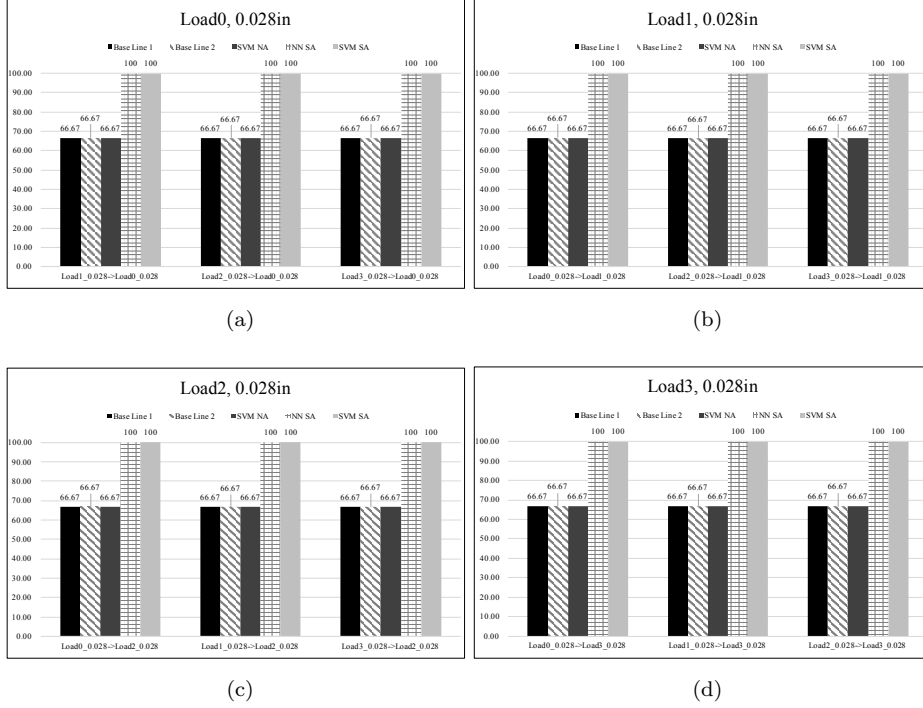 Load0, 0.028in
Base Line 1 Base Line 2 SVM NA NN SA SVM SA
100 100 100 100 100 100
100.00
90.00
80.00
66.67 66.67 66.67
70.00
66.67 66.67 66.67 66.67 66.67 66.67
60.00
50.00
40.00
30.00
20.00
10.00
0.00
Load1_0.028->Load0_0.028 Load2_0.028->Load0_0.028 Load3_0.028->Load0_0.028
(a)
Load1, 0.028in
Base Line 1 Base Line 2 SVM NA NN SA SVM SA
100 100 100 100 100 100
100.00
90.00
80.00
66.67 66.67 66.67
70.00
66.67 66.67 66.67 66.67 66.67 66.67
60.00
50.00
40.00
30.00
20.00
10.00
0.00
Load0_0.028->Load1_0.028 Load2_0.028->Load1_0.028 Load3_0.028->Load1_0.028
(b)
Load2, 0.028in
Base Line 1 Base Line 2 SVM NA NN SA SVM SA
100 100 100 100 100 100
100.00
90.00
80.00
66.67 66.67 66.67
70.00
66.67 66.67 66.67 66.67 66.67 66.67
60.00
50.00
40.00
30.00
20.00
10.00
0.00
Load0_0.028->Load2_0.028 Load1_0.028->Load2_0.028 Load3_0.028->Load2_0.028
(c)
Load3, 0.028in
Base Line 1 Base Line 2 SVM NA NN SA SVM SA
100 100 100 100 100 100
100.00
90.00
80.00
66.67 66.67 66.67
70.00
66.67 66.67 66.67 66.67 66.67 66.67
60.00
50.00
40.00
30.00
20.00
10.00
0.00
Load0_0.028->Load3_0.028 Load1_0.028->Load3_0.028 Load2_0.028->Load3_0.028
(d)